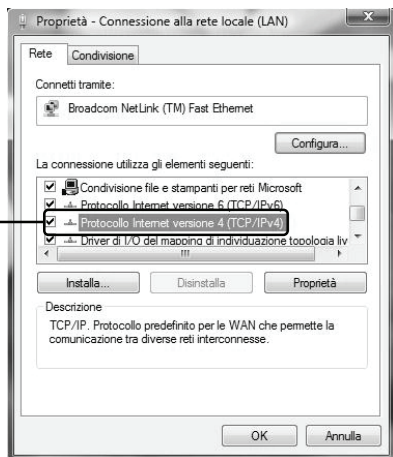 Proprietà - Connessione alla rete locale (LAN)
Rete Condivisione
Connetti tramite:
Broadcom NetLink (TM) Fast Ethernet
Configura...
La connessione utilizza gli elementi seguenti:
Condivisione file e stampanti per reti Microsoft
Protocollo Internet versione 6 (TCP/IPv6)
Protocollo Internet versione 4 (TCP/IPv4)
Driver di I/O del mapping di individuazione topologia liv
Installa... Disinstalla Proprietà
Descrizione
TCP/IP. Protocollo predefinito per le WAN che permette la
comunicazione tra diverse reti interconnesse.
OK Annulla